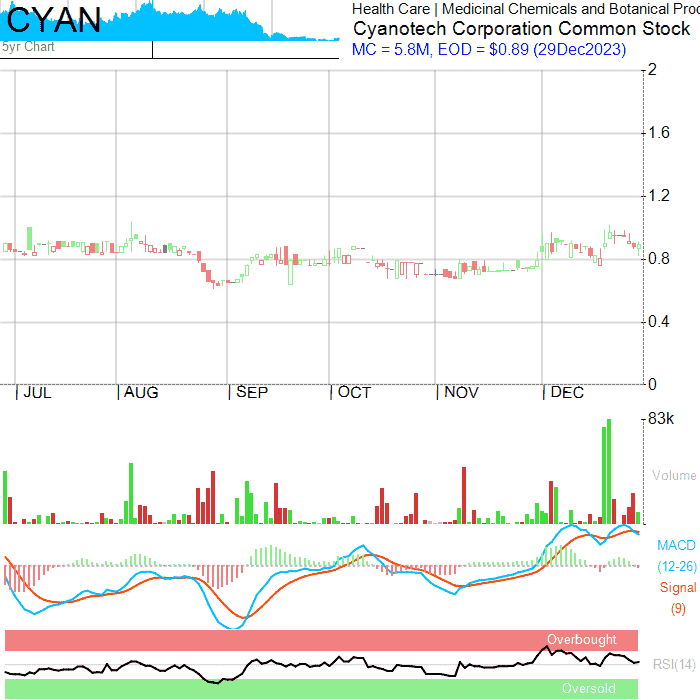 CYAN
5yr Chart
Health Care | Medicinal Chemicals and Botanical Prod
Cyanotech Corporation Common Stock
MC = 5.8M, EOD = $0.89 (29Dec2023)
2
1.6
1.2
0.8
0.4
0
JUL AUG SEP OCT NOV DEC
83k
Volume
MACD
(12-26)
Signal
(9)
Overbought
RSI(14)
Oversold